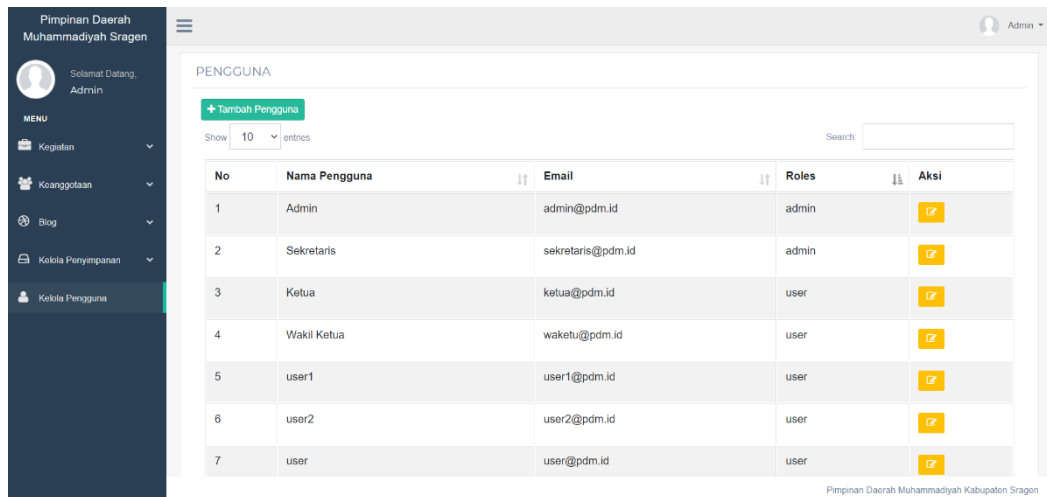 Pimpinan Daerah
Muhammadiyah Sragen
Selamat Datang,
Admin
MENU
Kegiatan
Keanggotaan
Blog
Kelola Penyimpanan
Kelola Pengguna
Admin
PENGGUNA
+ Tambah Pengguna
Show 10 entries
Search:
No Nama Pengguna Email Roles Aksi
1 Admin admin@pdm.id admin
2 Sekretaris sekretaris@pdm.id admin
3 Ketua ketua@pdm.id user
4 Wakil Ketua waketu@pdm.id user
5 user1 user1@pdm.id user
6 user2 user2@pdm.id user
7 user user@pdm.id user
Pimpinan Daerah Muhammadiyah Kabupaten Sragen